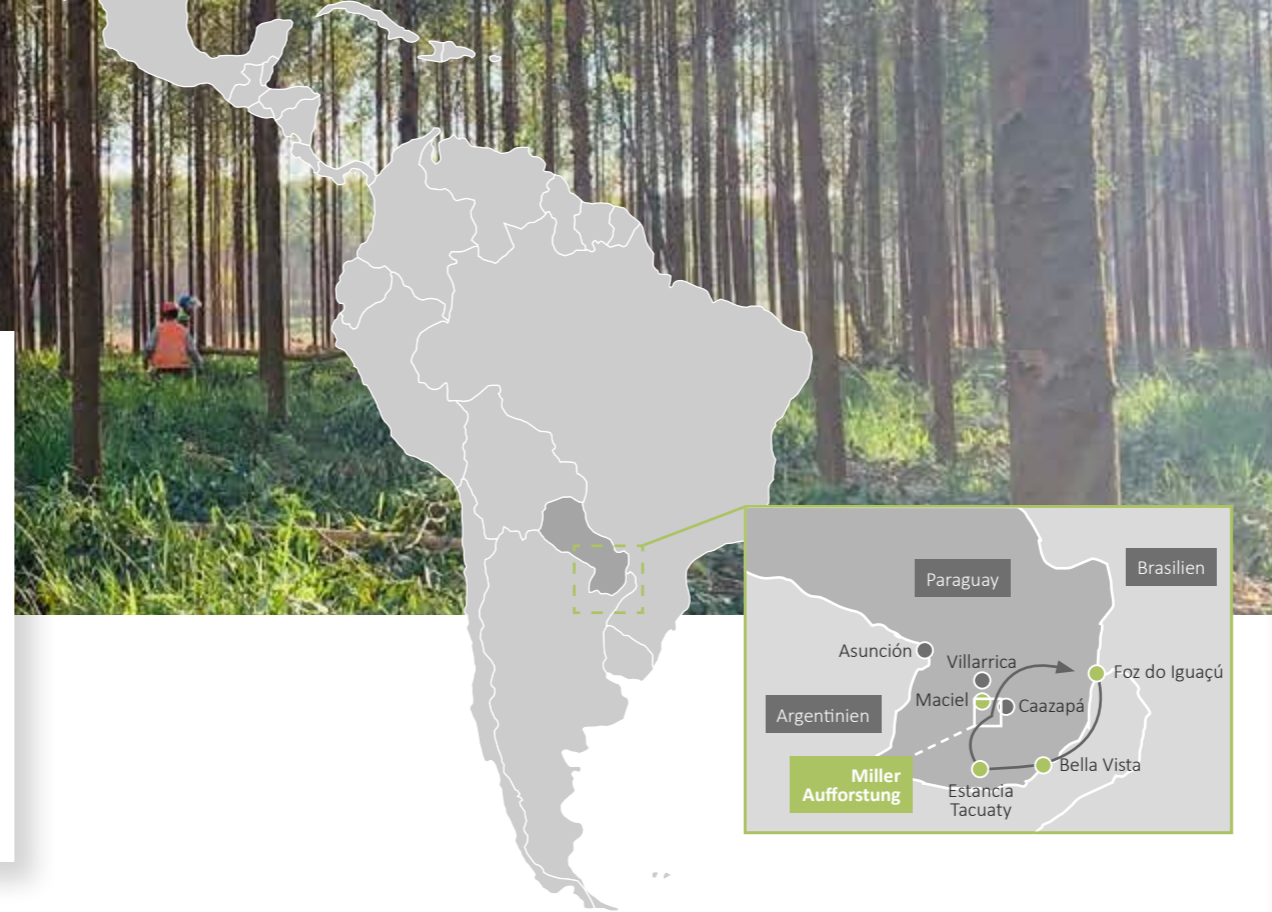 Brasilien
Paraguay
Asunción
Villarrica
Foz do Iguaçú
Maciel
Caazapá
Argentinien
Miller
Aufforstung
Bella Vista
Estancia
Tacuaty